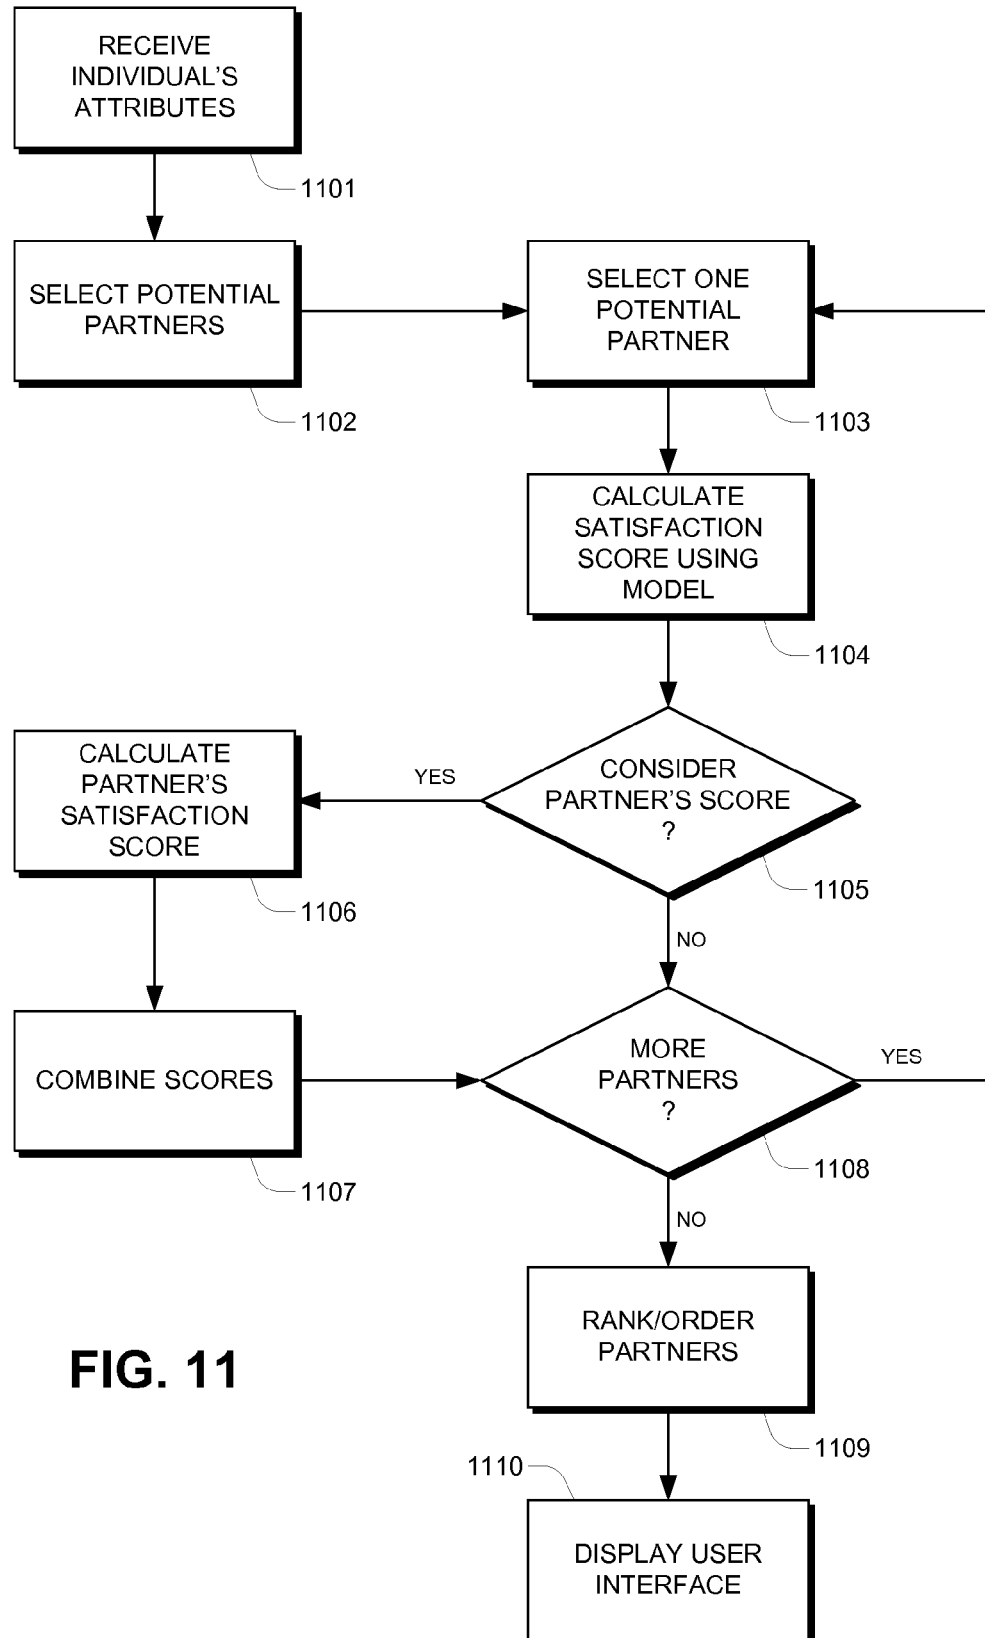 RECEIVE
INDIVIDUAL'S
ATTRIBUTES
1101
SELECT POTENTIAL
PARTNERS
1102
SELECT ONE
POTENTIAL
PARTNER
1103
CALCULATE
SATISFACTION
SCORE USING
MODEL
1104
CONSIDER
PARTNER'S SCORE
?
1105
YES
CALCULATE
PARTNER'S
SATISFACTION
SCORE
1106
NO
COMBINE SCORES
1107
MORE
PARTNERS
?
1108
YES
NO
RANK/ORDER
PARTNERS
1109
FIG. 11
1110
DISPLAY USER
INTERFACE